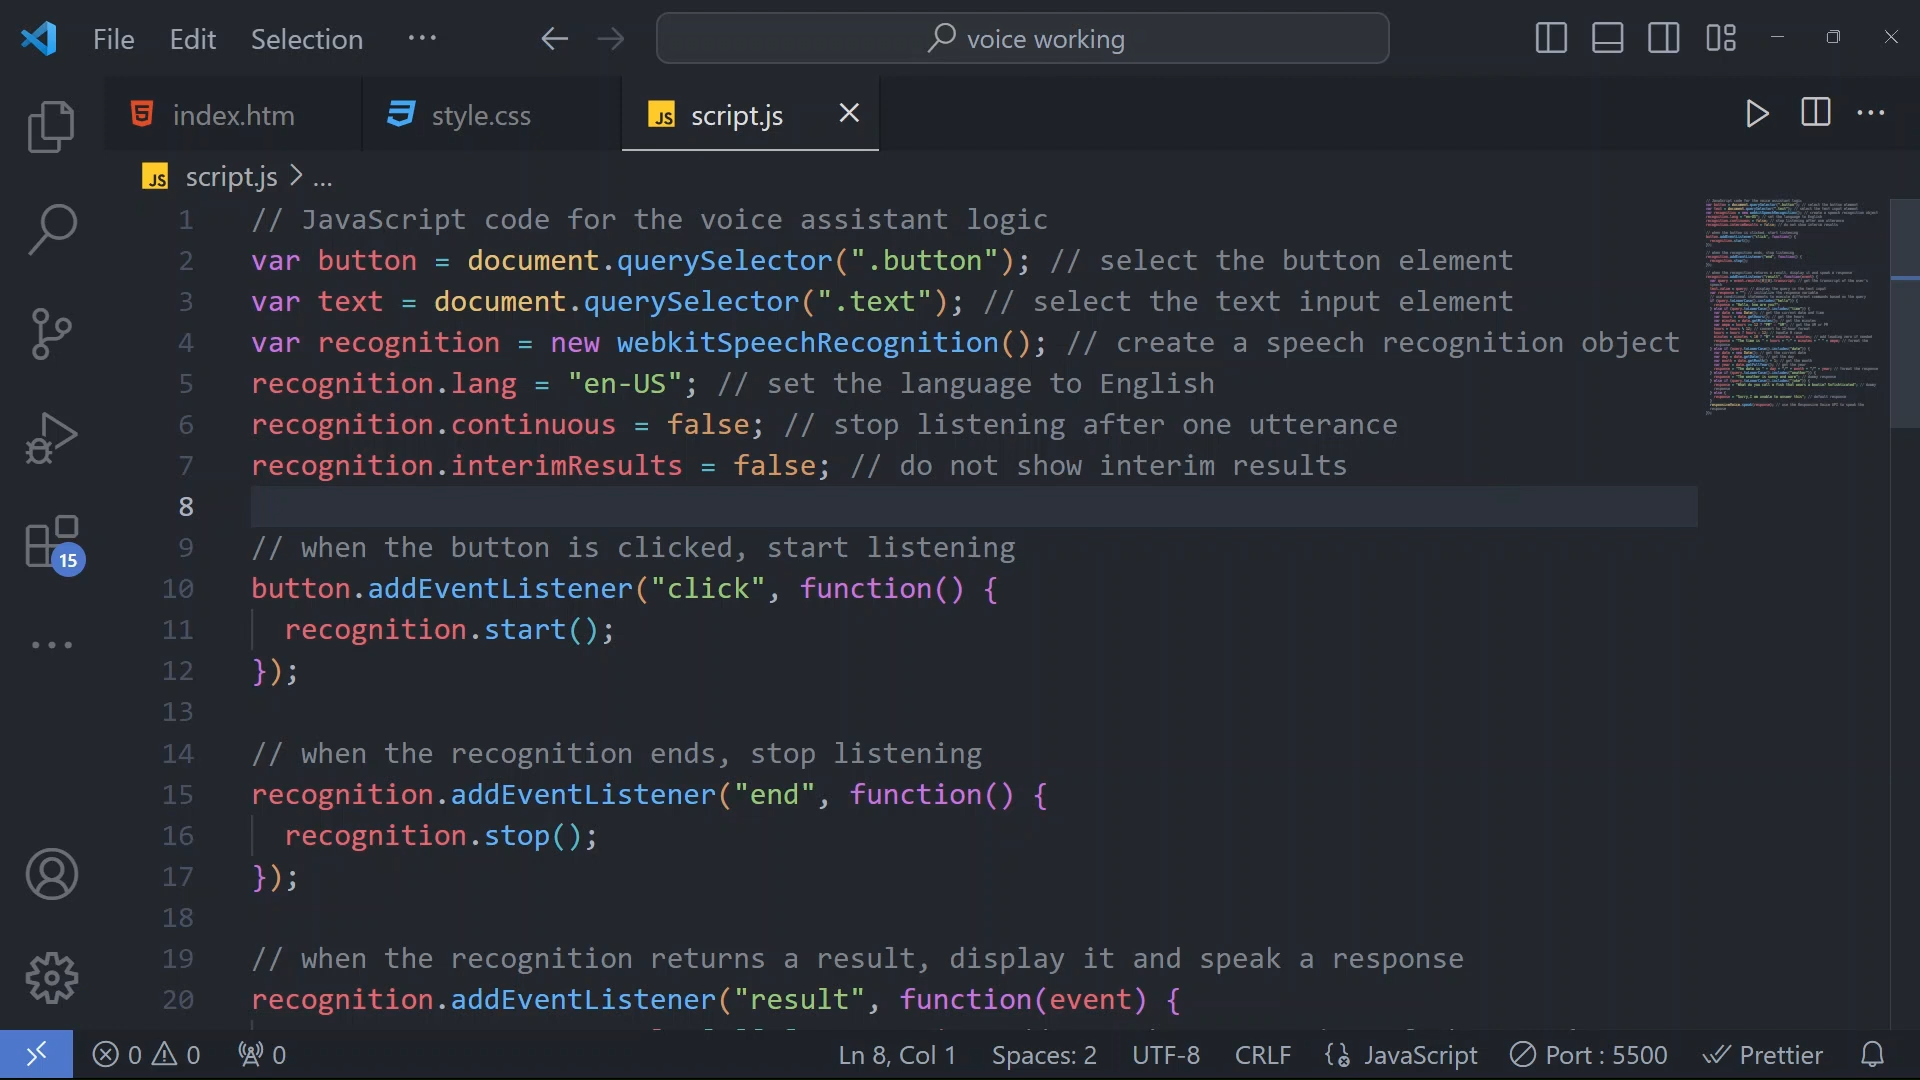 File Edit Selection ··· voice working
index.htm style.css JS script.js
JS script.js > ...
1 // JavaScript code for the voice assistant logic
2 var button = document.querySelector(".button"); // select the button element
3 var text = document.querySelector(".text"); // select the text input element
4 var recognition = new webkitSpeechRecognition(); // create a speech recognition object
5 recognition.lang = "en-US"; // set the language to English
6 recognition.continuous = false; // stop listening after one utterance
7 recognition.interimResults = false; // do not show interim results
8
9 // when the button is clicked, start listening
10 button.addEventListener("click", function() {
11 recognition.start();
12 });
13
14 // when the recognition ends, stop listening
15 recognition.addEventListener("end", function() {
16 recognition.stop();
17 });
18
19 // when the recognition returns a result, display it and speak a response
20 recognition.addEventListener("result", function(event) {
15
0 0 0 Ln 8, Col 1 Spaces: 2 UTF-8 CRLF JavaScript Port : 5500 Prettier